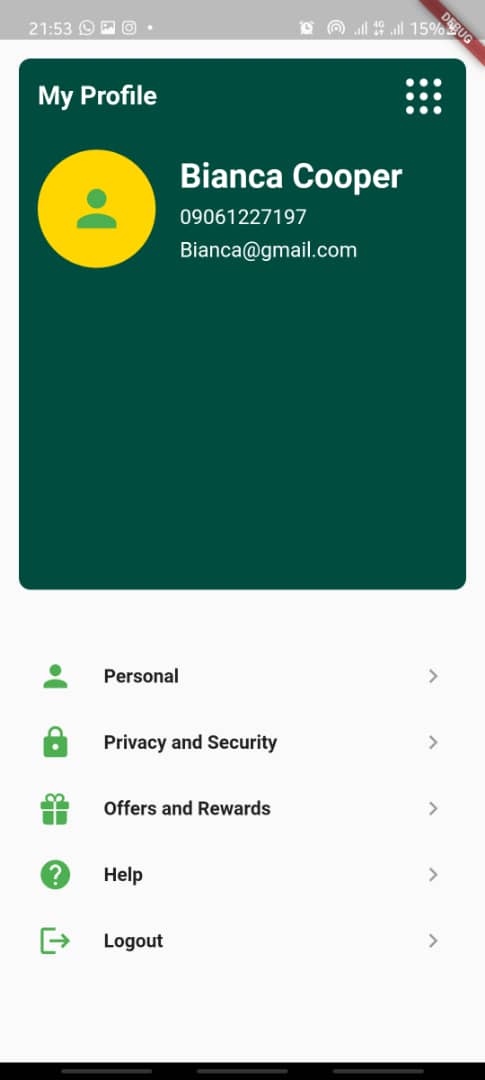 21:53 4G 15%
DEBUG
My Profile
Bianca Cooper
09061227197
Bianca@gmail.com
Personal
Privacy and Security
Offers and Rewards
Help
Logout